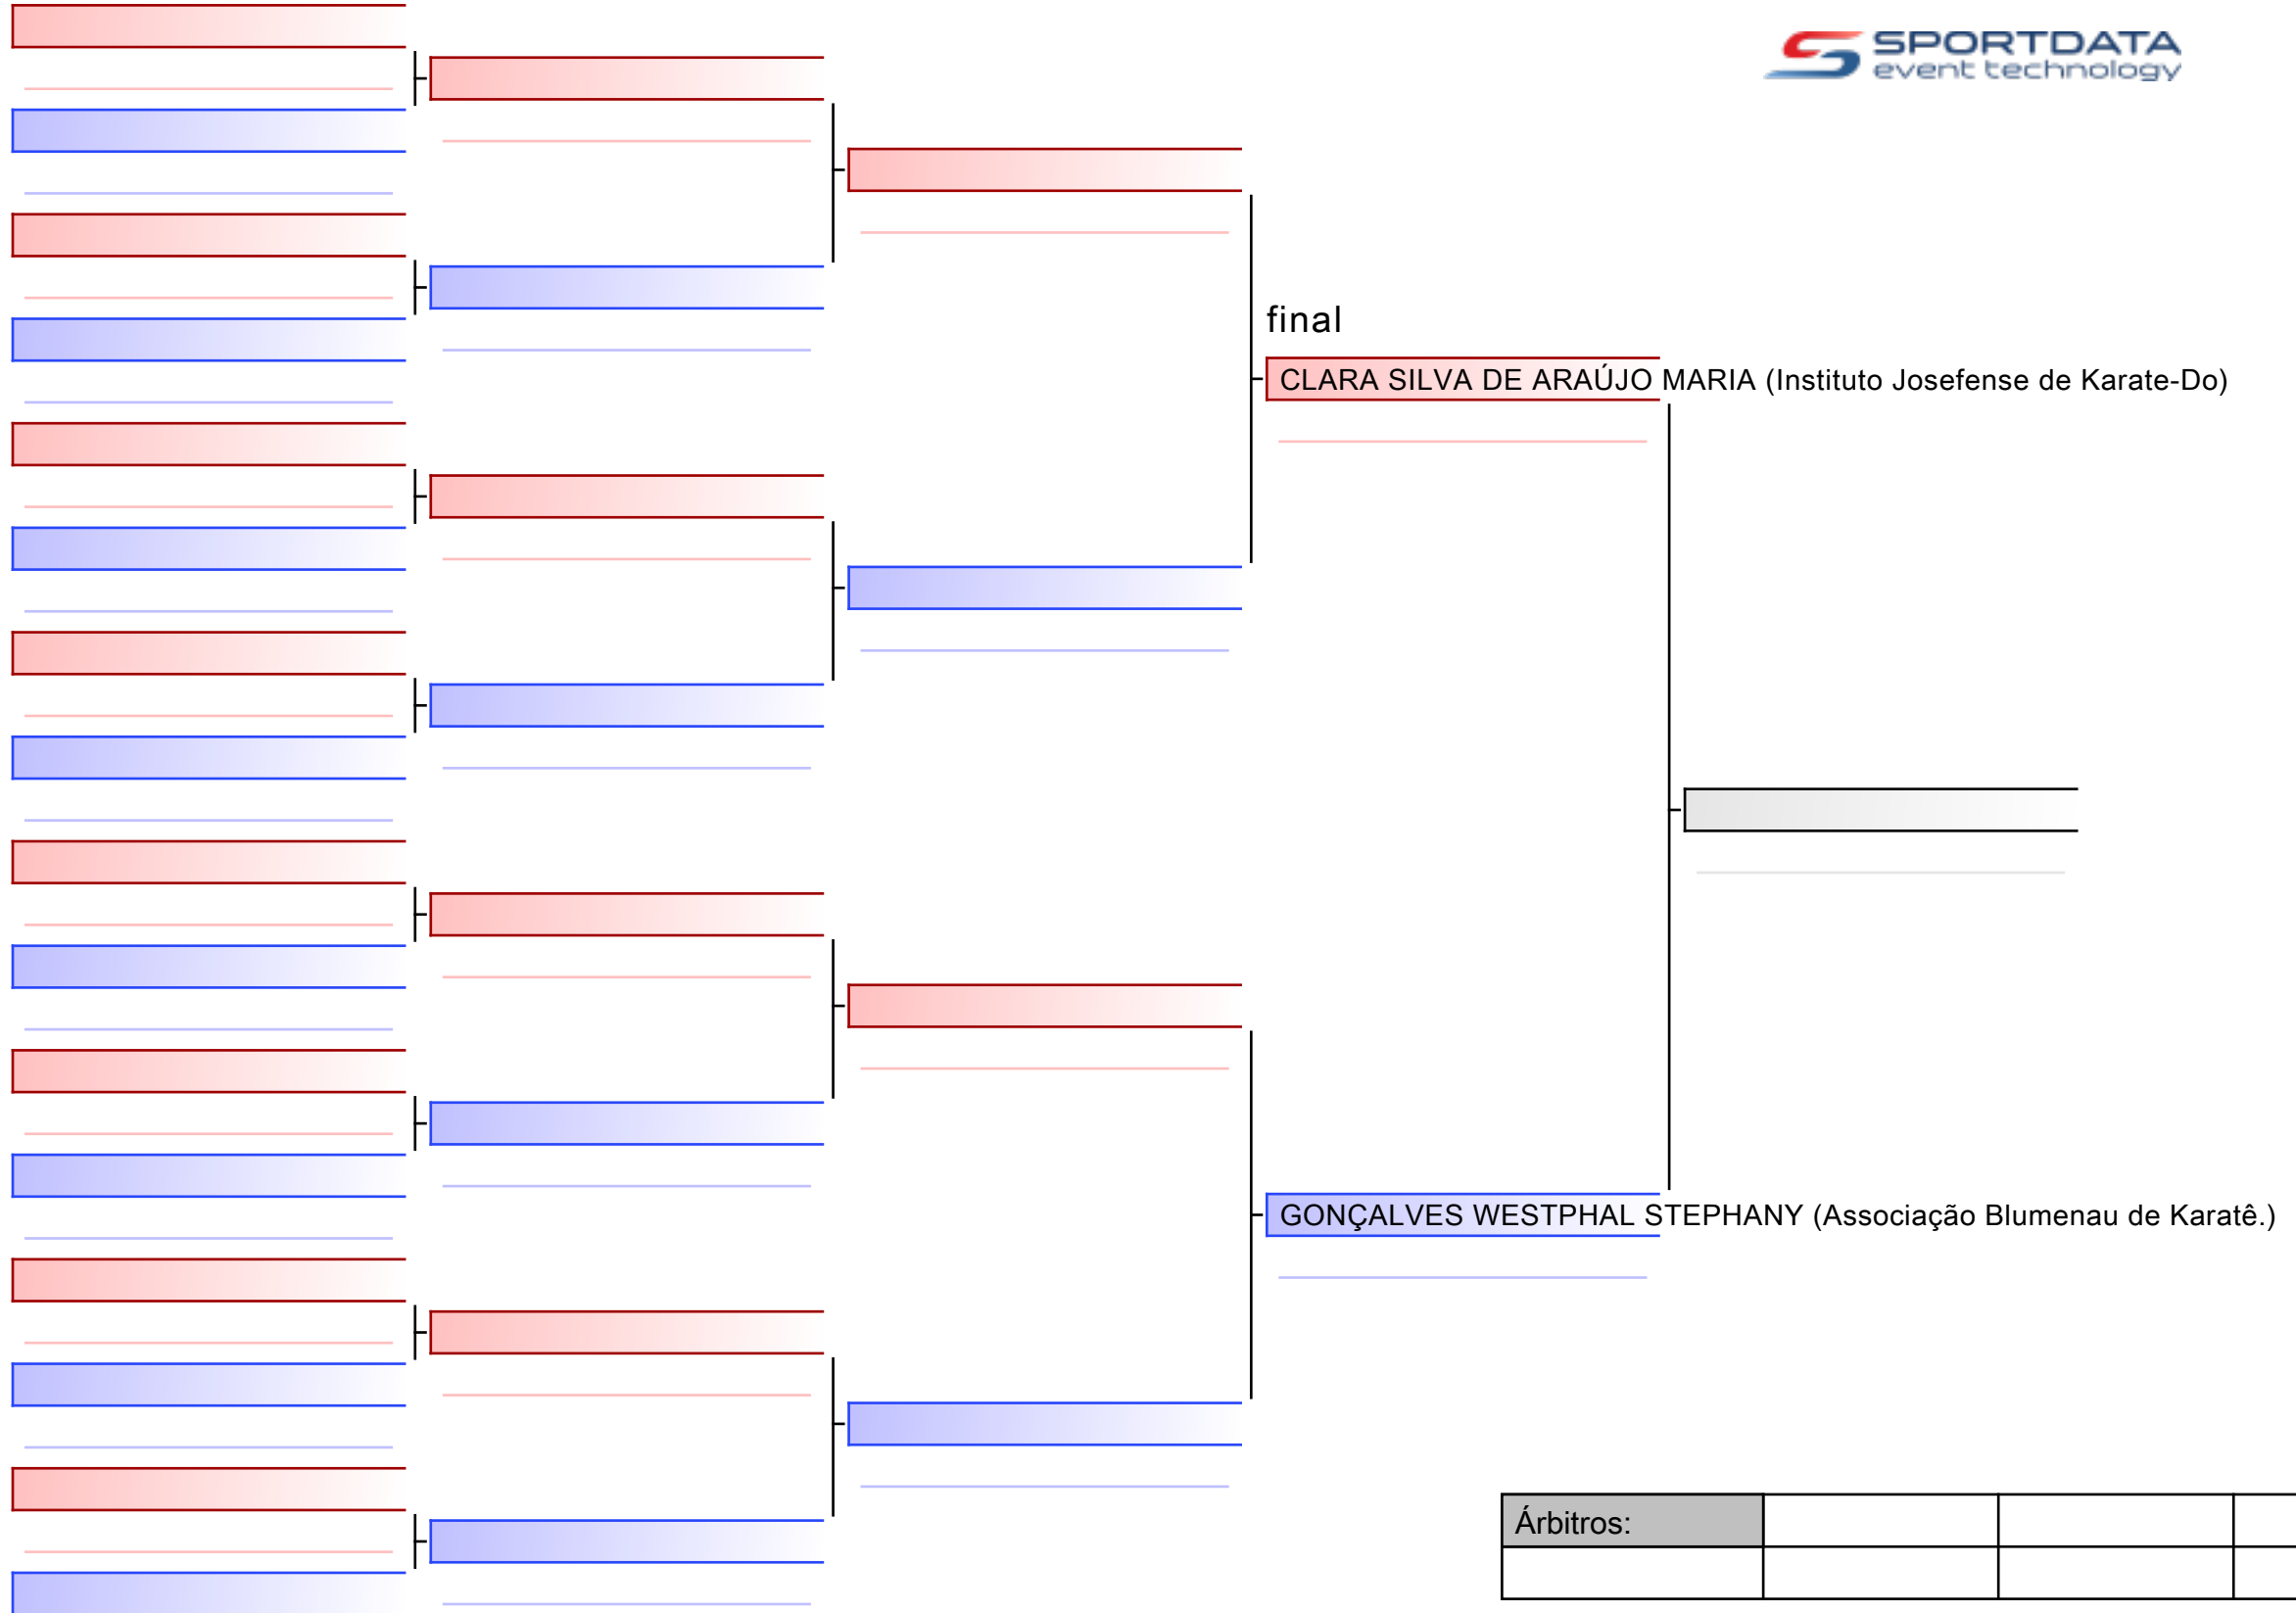 SPORTDATA
event technology
final
CLARA SILVA DE ARAÚJO MARIA (Instituto Josefense de Karate-Do)
GONÇALVES WESTPHAL STEPHANY (Associação Blumenau de Karatê.)
Árbitros: